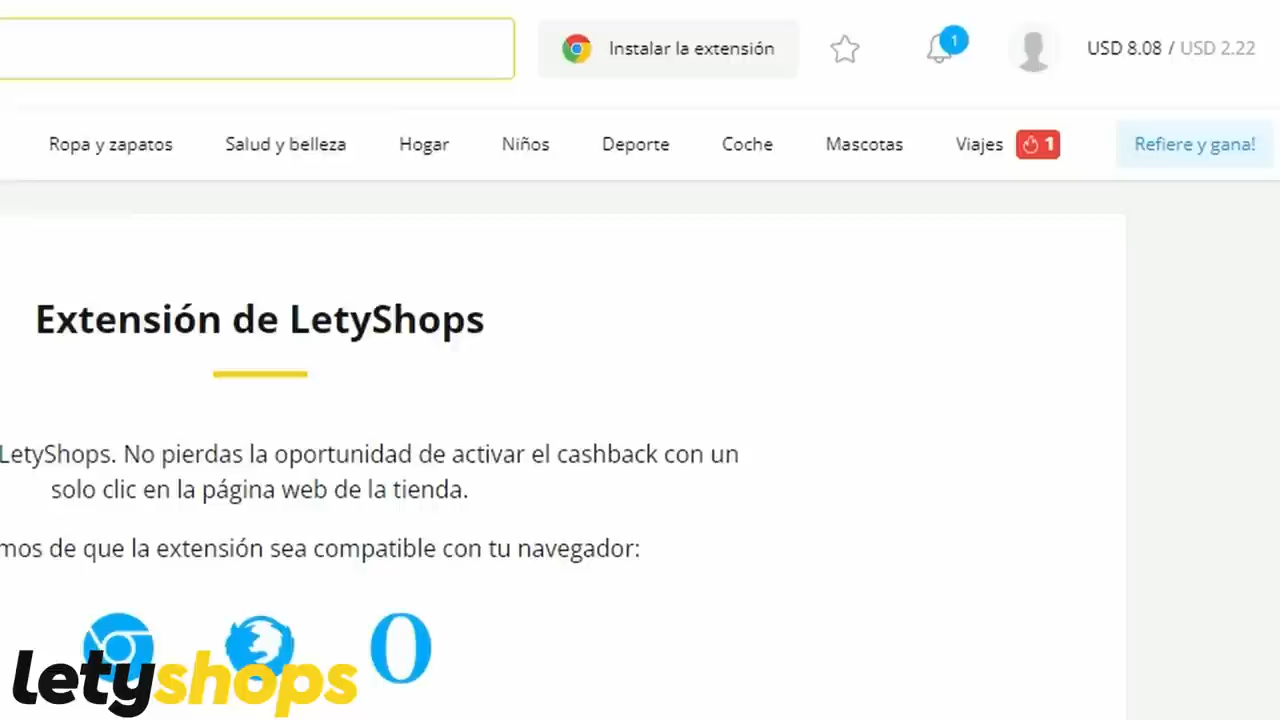 Instalar la extensión
1
USD 8.08 / USD 2.22
Ropa y zapatos Salud y belleza Hogar Niños Deporte Coche Mascotas Viajes 1 Refiere y gana!
Extensión de LetyShops
LetyShops. No pierdas la oportunidad de activar el cashback con un
solo clic en la página web de la tienda.
mos de que la extensión sea compatible con tu navegador:
letyshops